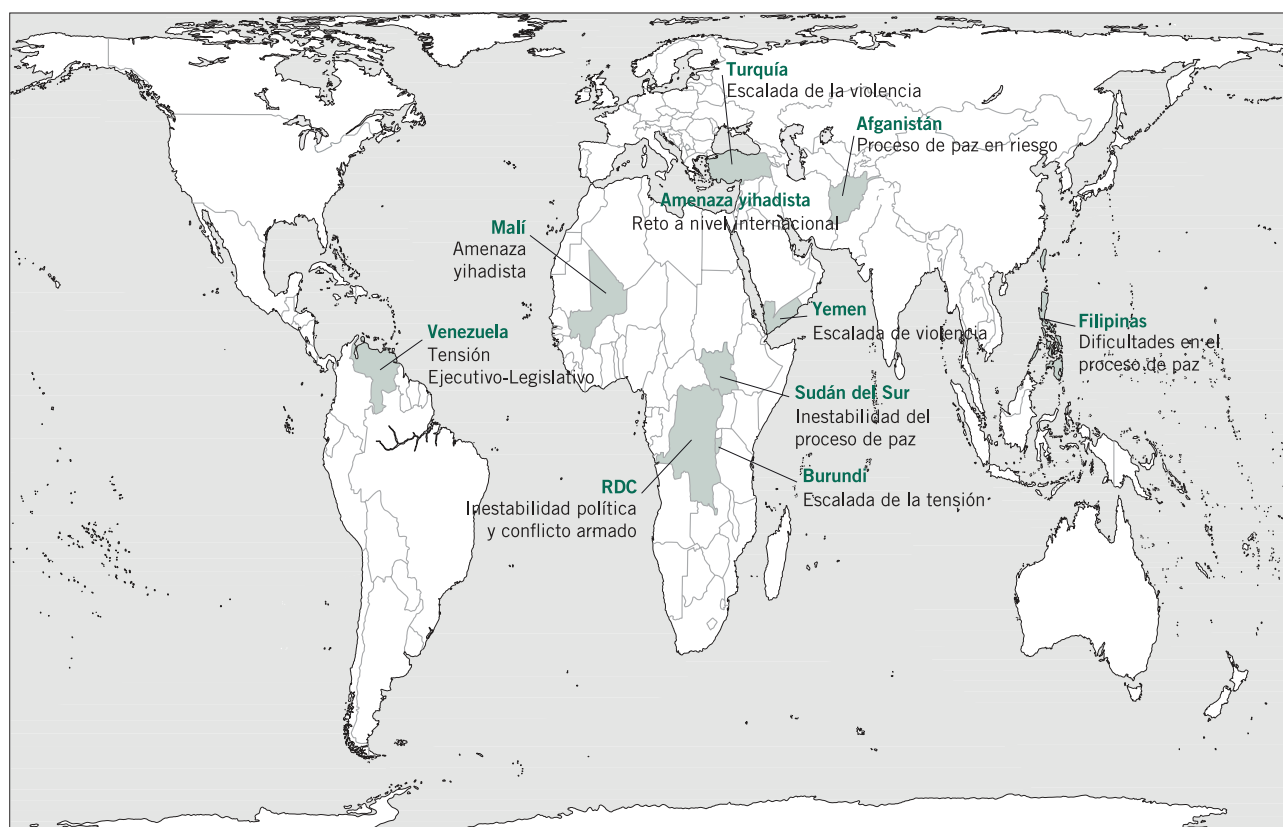 Turquía
Escalada de la violencia
Afganistán
Proceso de paz en riesgo
Amenaza yihadista
Reto a nivel internacional
Malí
Amenaza
yihadista
Yemen
Escalada de violencia
Filipinas
Dificultades en el
proceso de paz
Venezuela
Tensión
Ejecutivo-Legislativo
Sudán del Sur
Inestabilidad del
proceso de paz
Burundi
Escalada de la tensión
RDC
Inestabilidad política
y conflicto armado